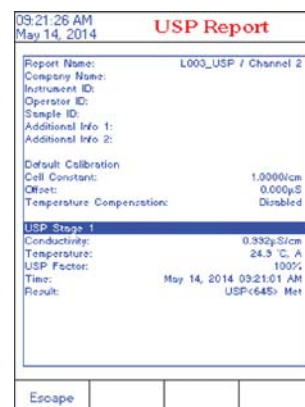 09:21:26 AM
May 14, 2014
USP Report
Report Name: L003_USP / Channel 2
Company Name:
Instrument ID:
Operator ID:
Sample ID:
Additional Info 1:
Additional Info 2:
Default Calibration
Cell Constant: 1.0000/cm
Offset: 0.000µS
Temperature Compensation: Disabled
USP Stage 1
Conductivity: 0.992µS/cm
Temperature: 24.9 °C, A
USP Factor: 100%
Time: May 14, 2014 09:21:01 AM
Result: USP<645> Met
Escape